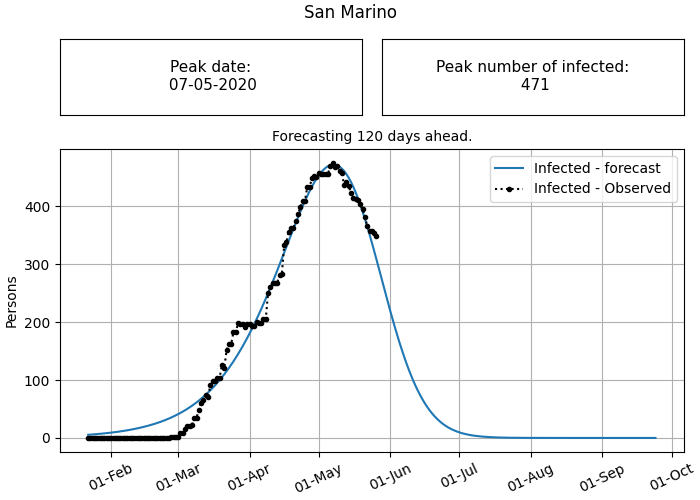 San Marino
Peak date:
07-05-2020
Peak number of infected:
471
Forecasting 120 days ahead.
Infected - forecast
Infected - Observed
Persons
400
300
200
100
0
01-Feb
01-Mar
01-Apr
01-May
01-Jun
01-Jul
01-Aug
01-Sep
01-Oct